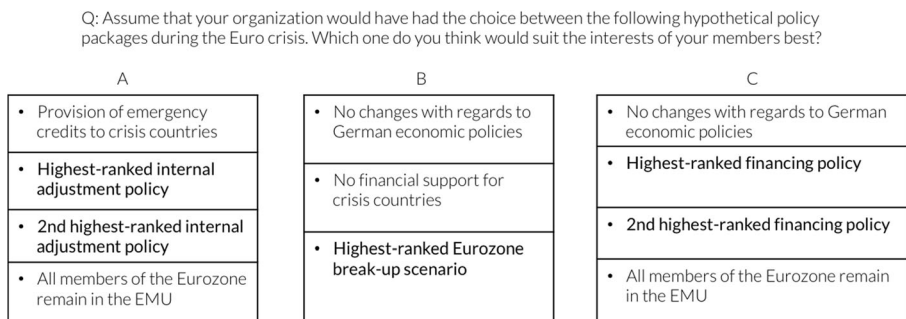 Q: Assume that your organization would have had the choice between the following hypothetical policy
packages during the Euro crisis. Which one do you think would suit the interests of your members best?
A
• Provision of emergency
credits to crisis countries
• Highest-ranked internal
adjustment policy
• 2nd highest-ranked internal
adjustment policy
• All members of the Eurozone
remain in the EMU
B
• No changes with regards to
German economic policies
• No financial support for
crisis countries
• Highest-ranked Eurozone
break-up scenario
C
• No changes with regards to German
economic policies
• Highest-ranked financing policy
• 2nd highest-ranked financing policy
• All members of the Eurozone remain
in the EMU